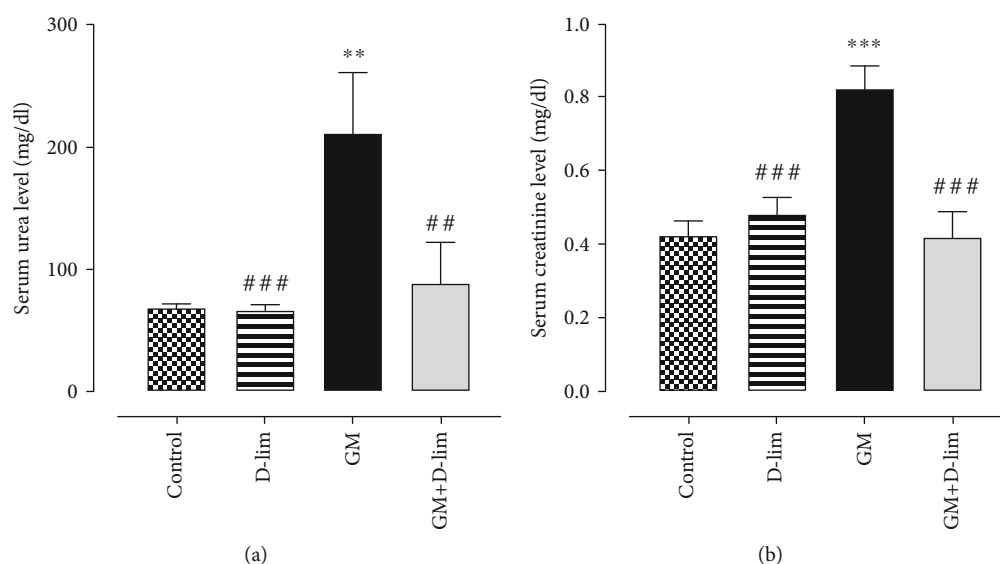 Serum urea level (mg/dl)
300
200
100
0
**
###
##
Control
D-lim
GM
GM+D-lim
(a)
Serum creatinine level (mg/dl)
1.0
0.8
0.6
0.4
0.2
0.0
***
###
###
Control
D-lim
GM
GM+D-lim
(b)